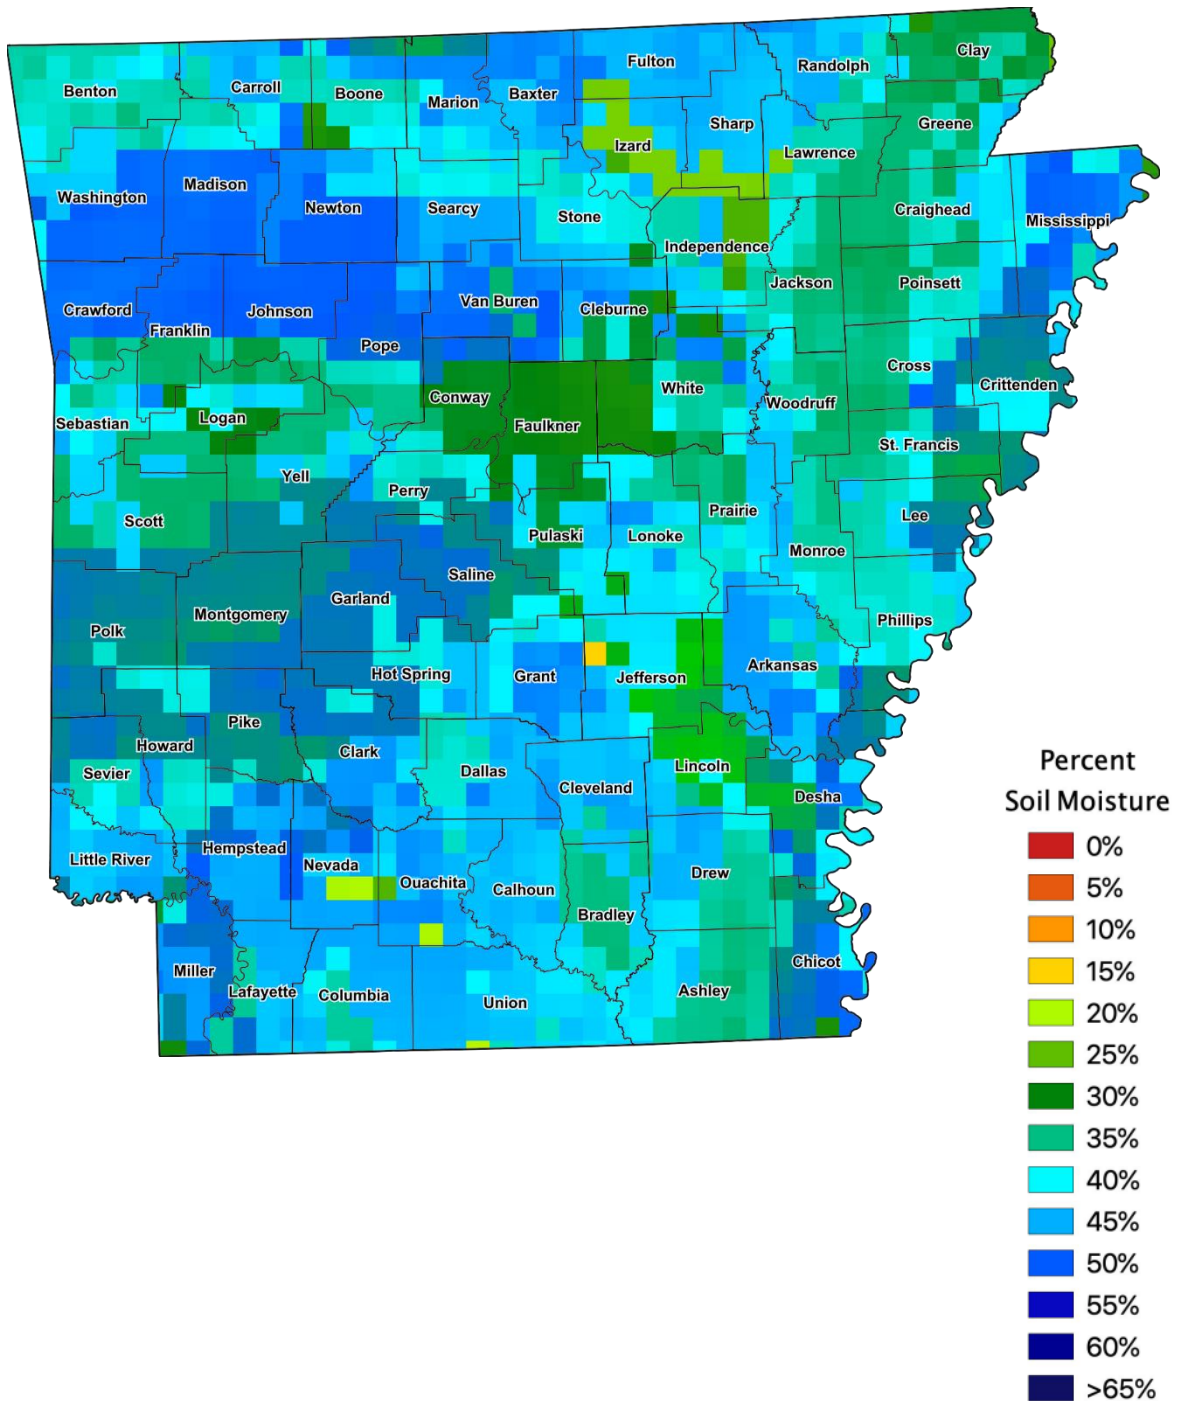 Clay
Fulton
Randolph
Carroll
Benton
Boone
Baxter
Marion
Sharp
Greene
Izard
Lawrence
Madison
Washington
Newton
Searcy
Craighead
Stone
Mississippi
Independence
Jackson
Poinsett
Van Buren
Crawford
Johnson
Cleburne
Franklin
Pope
Cross
Crittenden
White
Conway
Woodruff
Logan
Sebastian
Faulkner
St. Francis
Yell
Perry
Prairie
Lee
Scott
Pulaski
Lonoke
Monroe
Saline
Garland
Montgomery
Phillips
Polk
Arkansas
Hot Spring
Grant
Jefferson
Pike
Howard
Clark
Lincoln
Sevier
Dallas
Cleveland
Desha
Hempstead
Little River
Nevada
Drew
Ouachita
Calhoun
Bradley
Chicot
Miller
Lafayette
Columbia
Ashley
Union
Percent
Soil Moisture
0%
5%
10%
15%
20%
25%
30%
35%
40%
45%
50%
55%
60%
>65%